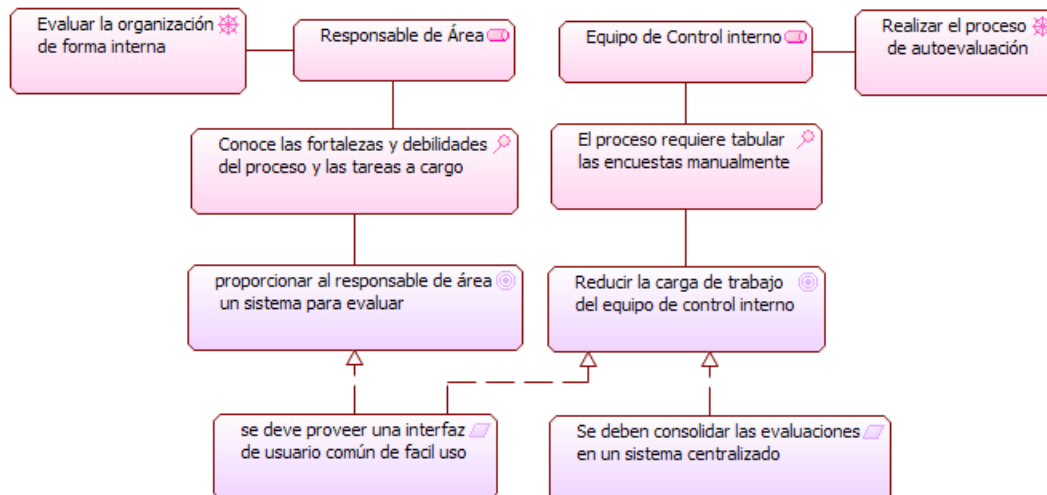 Evaluar la organización
de forma interna
Responsable de Área
Equipo de Control interno
Realizar el proceso
de autoevaluación
Conoce las fortalezas y debilidades
del proceso y las tareas a cargo
El proceso requiere tabular
las encuestas manualmente
proporcionar al responsable de área
un sistema para evaluar
Reducir la carga de trabajo
del equipo de control interno
se deve proveer una interfaz
de usuario común de facil uso
Se deben consolidar las evaluaciones
en un sistema centralizado